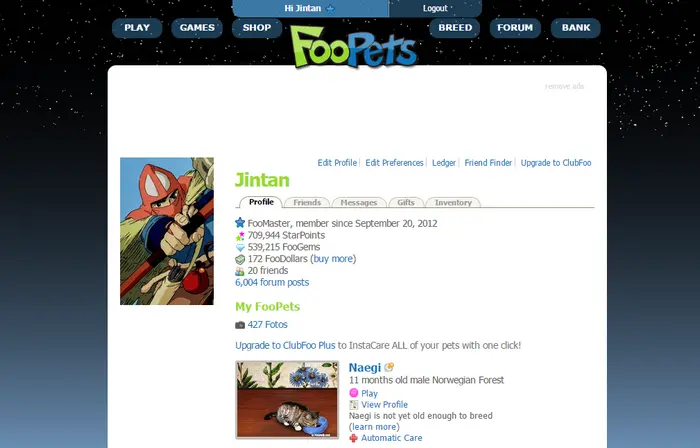 Hi Jintan
Logout
PLAY
GAMES
SHOP
FooPets
BREED
FORUM
BANK
remove ads
Edit Profile
Edit Preferences
Ledger
Friend Finder
Upgrade to ClubFoo
Jintan
Profile
Friends
Messages
Gifts
Inventory
FooMaster, member since September 20, 2012
709,944 StarPoints
539,215 FooGems
172 FooDollars (buy more)
20 friends
6,004 forum posts
My FooPets
427 Fotos
Upgrade to ClubFoo Plus to InstaCare ALL of your pets with one click!
Naegi
11 months old male Norwegian Forest
Play
View Profile
Naegi is not yet old enough to breed
(learn more)
Automatic Care